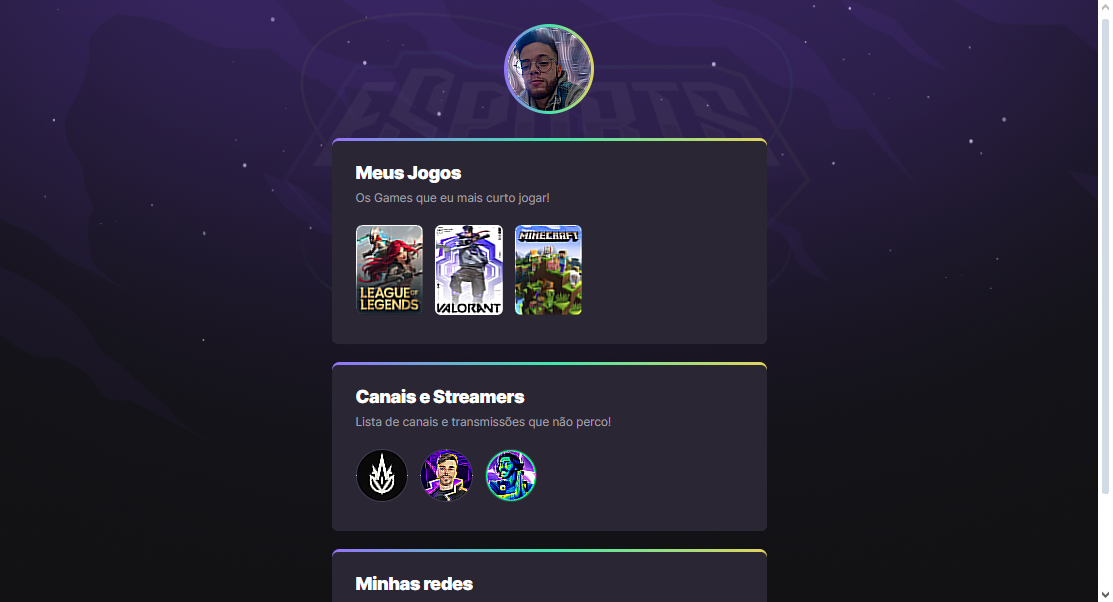 ESPORTS
Meus Jogos
Os Games que eu mais curto jogar!
LEAGUE OF
LEGENDS
VALORANT
MINECRAFT
Canais e Streamers
Lista de canais e transmissões que não perco!
Minhas redes